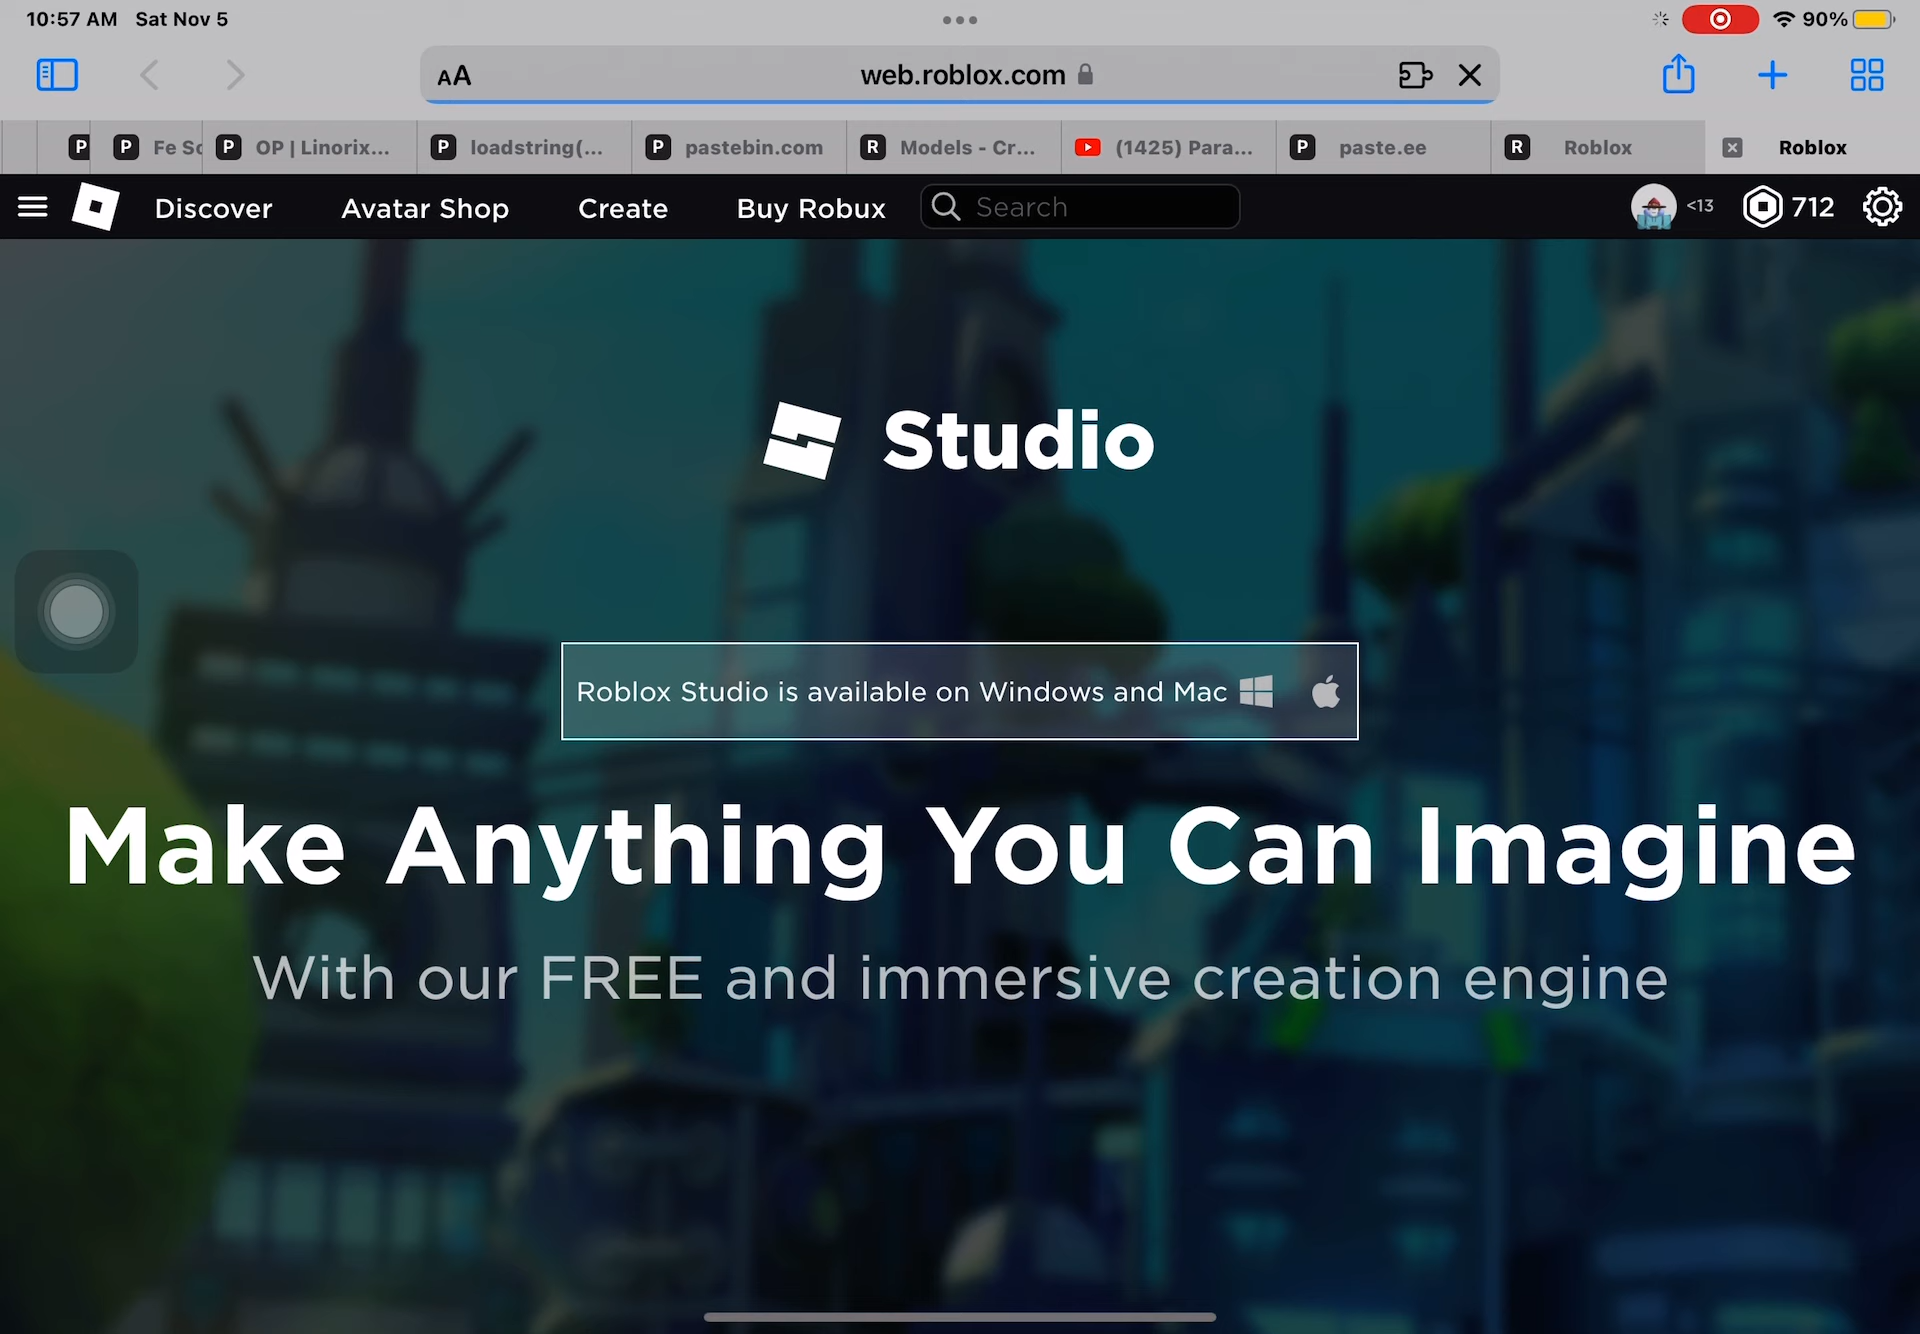 10:57 AM Sat Nov 5
90%
AA
web.roblox.com
P
P Fe Sc
P OP | Linorix...
P loadstring(...
P pastebin.com
R Models - Cr...
(1425) Para...
P paste.ee
R Roblox
Roblox
Discover
Avatar Shop
Create
Buy Robux
Search
<13
712
Studio
Roblox Studio is available on Windows and Mac
Make Anything You Can Imagine
With our FREE and immersive creation engine